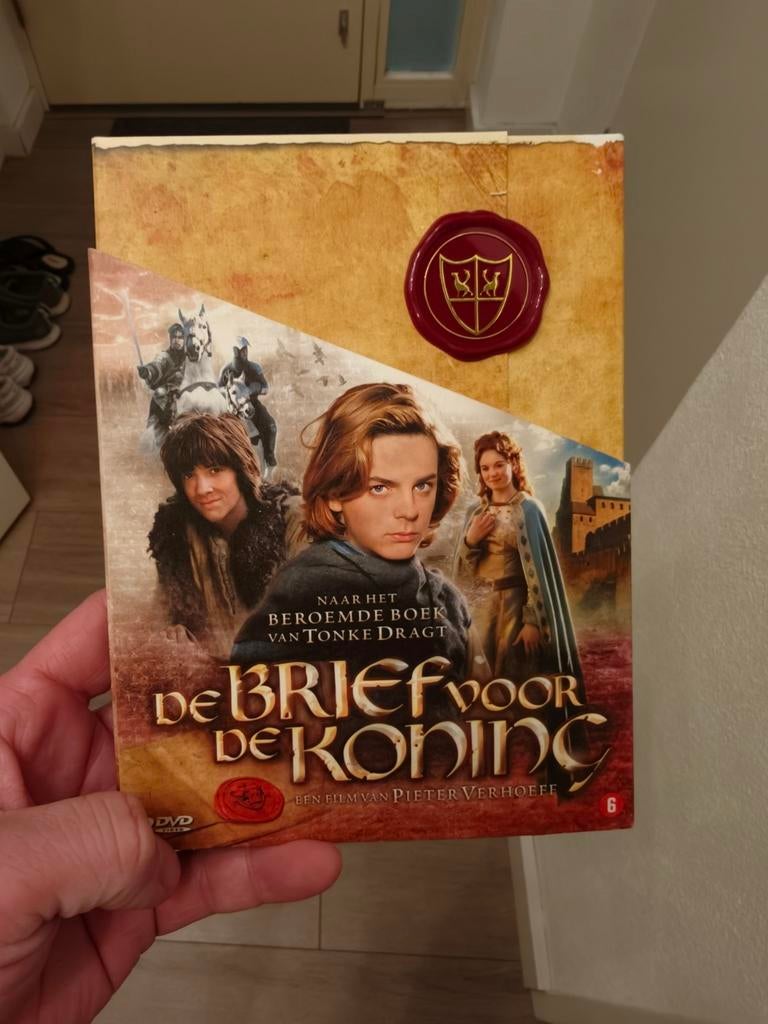 NAAR HET
BEROEMDE BOEK
VAN TONKE DRAGT
DE BRIEF VOOR
DE KONING
EEN FILM VAN PIETER VERHOEFF
6
DVD
VIDEO